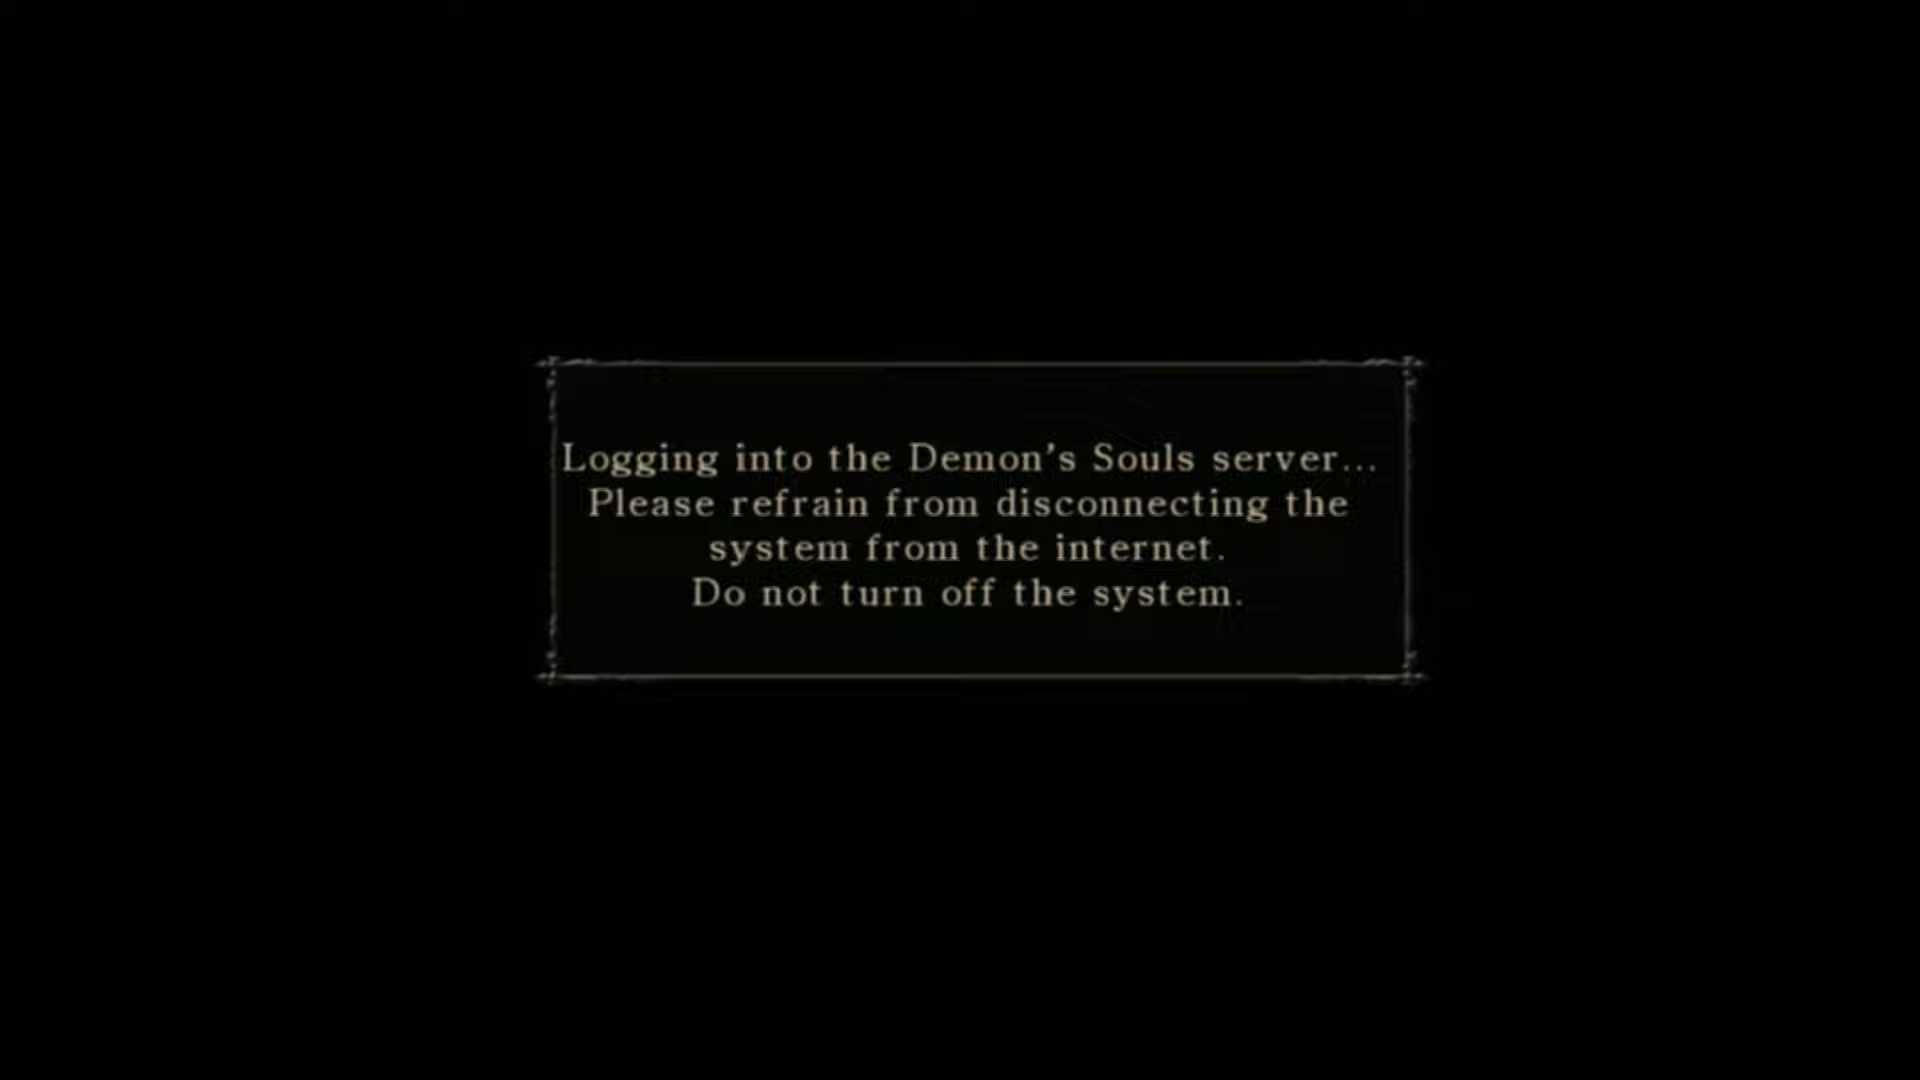 Logging into the Demon's Souls server...
Please refrain from disconnecting the
system from the internet.
Do not turn off the system.